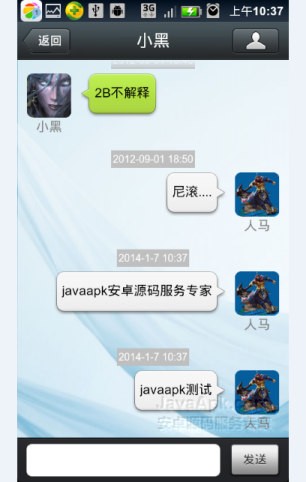 3G
上午10:37
返回
小黑
2B不解释
小黑
2012-09-01 18:50
尼滚....
人马
2014-1-7 10:37
javaapk安卓源码服务专家
人马
2014-1-7 10:37
javaapk测试
JavaApk.
安卓源码服务
人马
发送